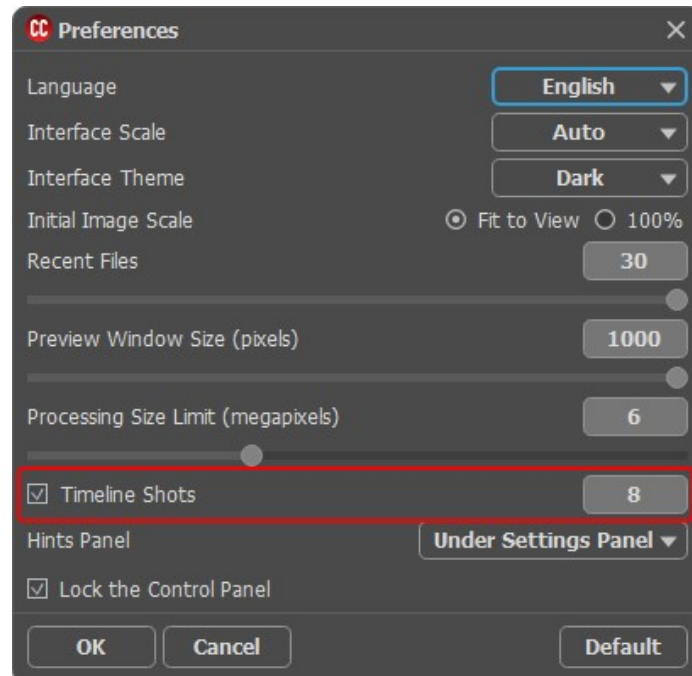 CC Preferences
Language English
Interface Scale Auto
Interface Theme Dark
Initial Image Scale Fit to View 100%
Recent Files 30
Preview Window Size (pixels) 1000
Processing Size Limit (megapixels) 6
Timeline Shots 8
Hints Panel Under Settings Panel
Lock the Control Panel
OK Cancel Default